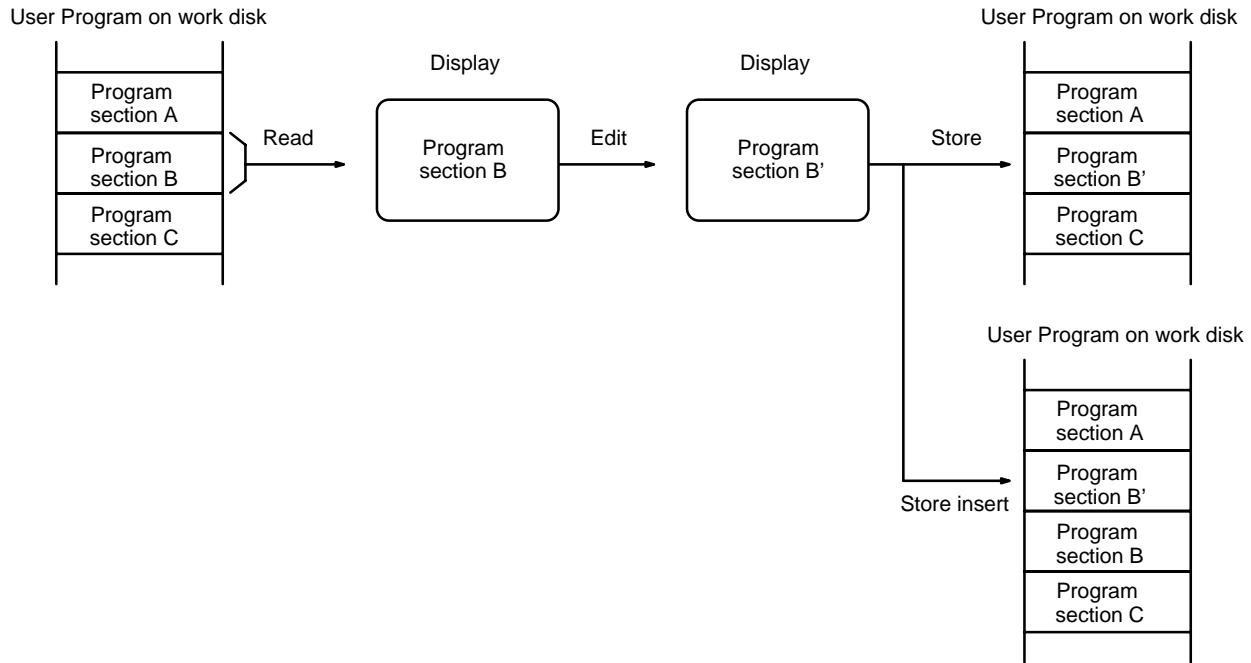 User Program on work disk
Program
section A
Program
section B
Program
section C
Read
Display
Program
section B
Edit
Display
Program
section B’
Store
Store insert
User Program on work disk
Program
section A
Program
section B’
Program
section C
User Program on work disk
Program
section A
Program
section B’
Program
section B
Program
section C